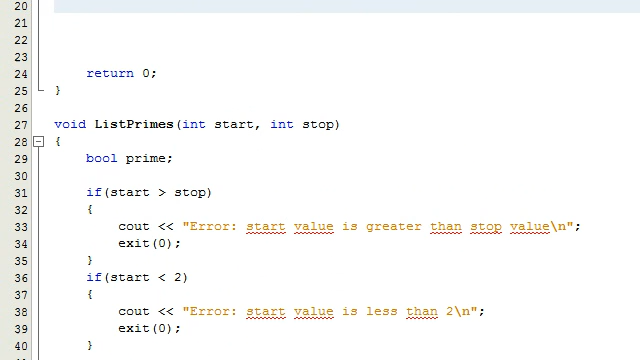 20
21
22
23
24 return 0;
25 }
26
27 void ListPrimes(int start, int stop)
28 {
29 bool prime;
30
31 if(start > stop)
32 {
33 cout << "Error: start value is greater than stop value\n";
34 exit(0);
35 }
36 if(start < 2)
37 {
38 cout << "Error: start value is less than 2\n";
39 exit(0);
40 }